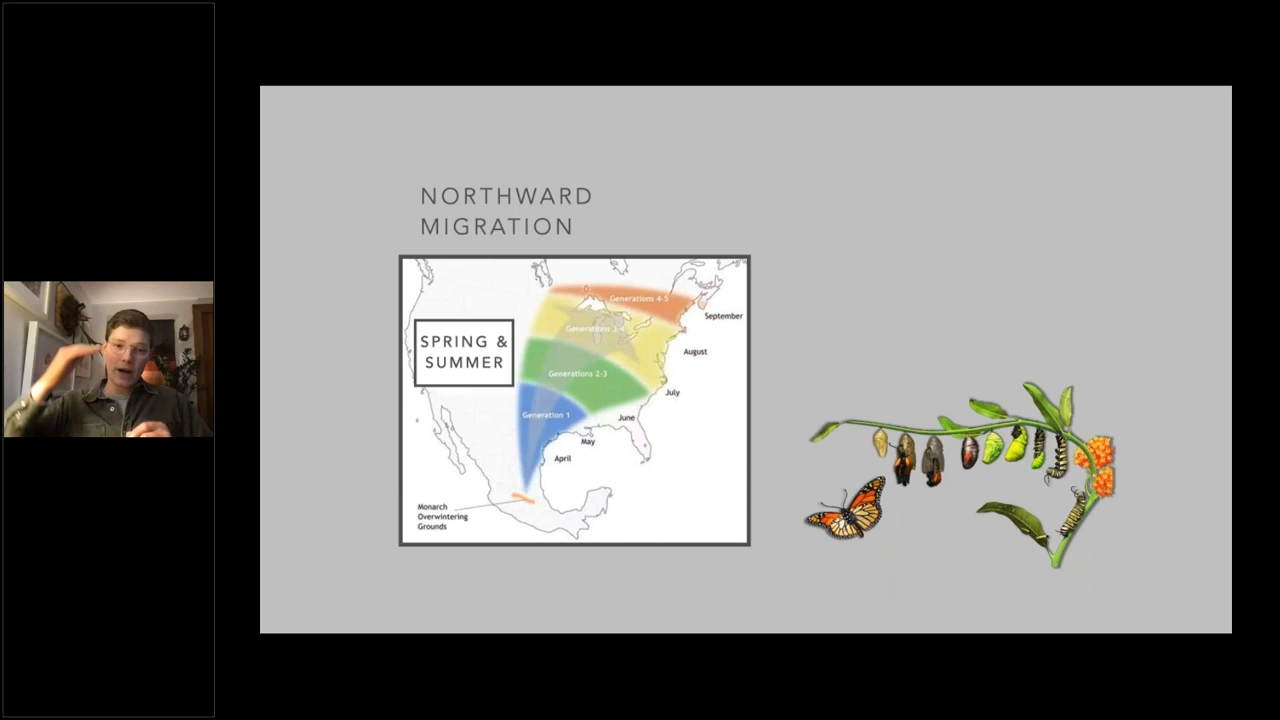 NORTHWARD
MIGRATION
SPRING &
SUMMER
Generations 4-5
Generations 3-4
Generations 2-3
Generation 1
September
August
July
June
May
April
Monarch
Overwintering
Grounds